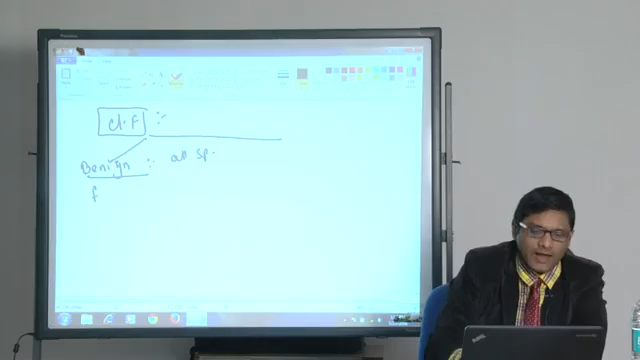 cl.f :-
Benign :- all sp.
f